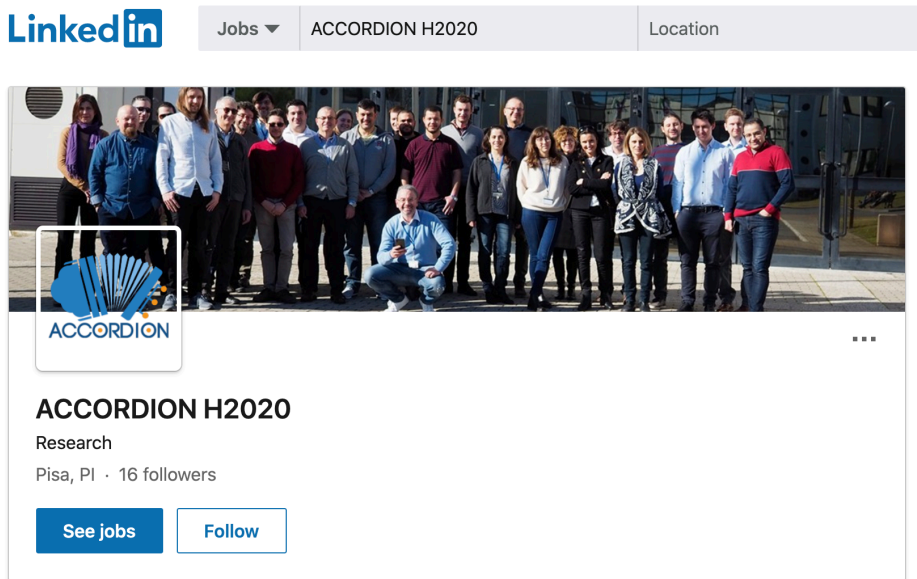 LinkedIn
Jobs
ACCORDION H2020
Location
ACCORDION
ACCORDION H2020
Research
Pisa, PI · 16 followers
See jobs
Follow